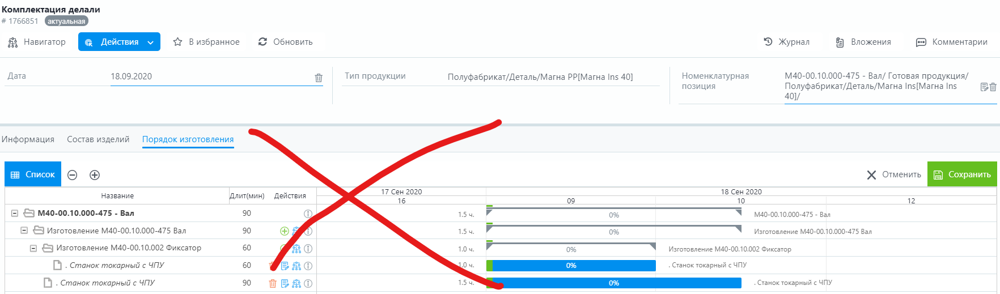 Комплектация делали
# 1766851 актуальная
Навигатор Действия В избранное Обновить Журнал Вложения Комментарии
Дата 18.09.2020 Тип продукции Полуфабрикат/Деталь/Магна РР[Магна Ins 40] Номенклатурная позиция М40-00.10.000-475 - Вал/ Готовая продукция/
Полуфабрикат/Деталь/Магна Ins[Магна Ins
40]/
Информация Состав изделий Порядок изготовления
Список Отменить Сохранить
Название Длит(мин) Действия 17 Сен 2020 18 Сен 2020
16 09 10 12
М40-00.10.000-475 - Вал 90 1.5 ч. 0% М40-00.10.000-475 - Вал
Изготовление М40-00.10.000-475 Вал 90 1.5 ч. 0% Изготовление М40-00.10.000-475 Вал
Изготовление М40-00.10.002 Фиксатор 60 1.0 ч. 0% Изготовление М40-00.10.002 Фиксатор
. Станок токарный с ЧПУ 60 1.0 ч. 0% . Станок токарный с ЧПУ
. Станок токарный с ЧПУ 90 1.5 ч. 0% . Станок токарный с ЧПУ